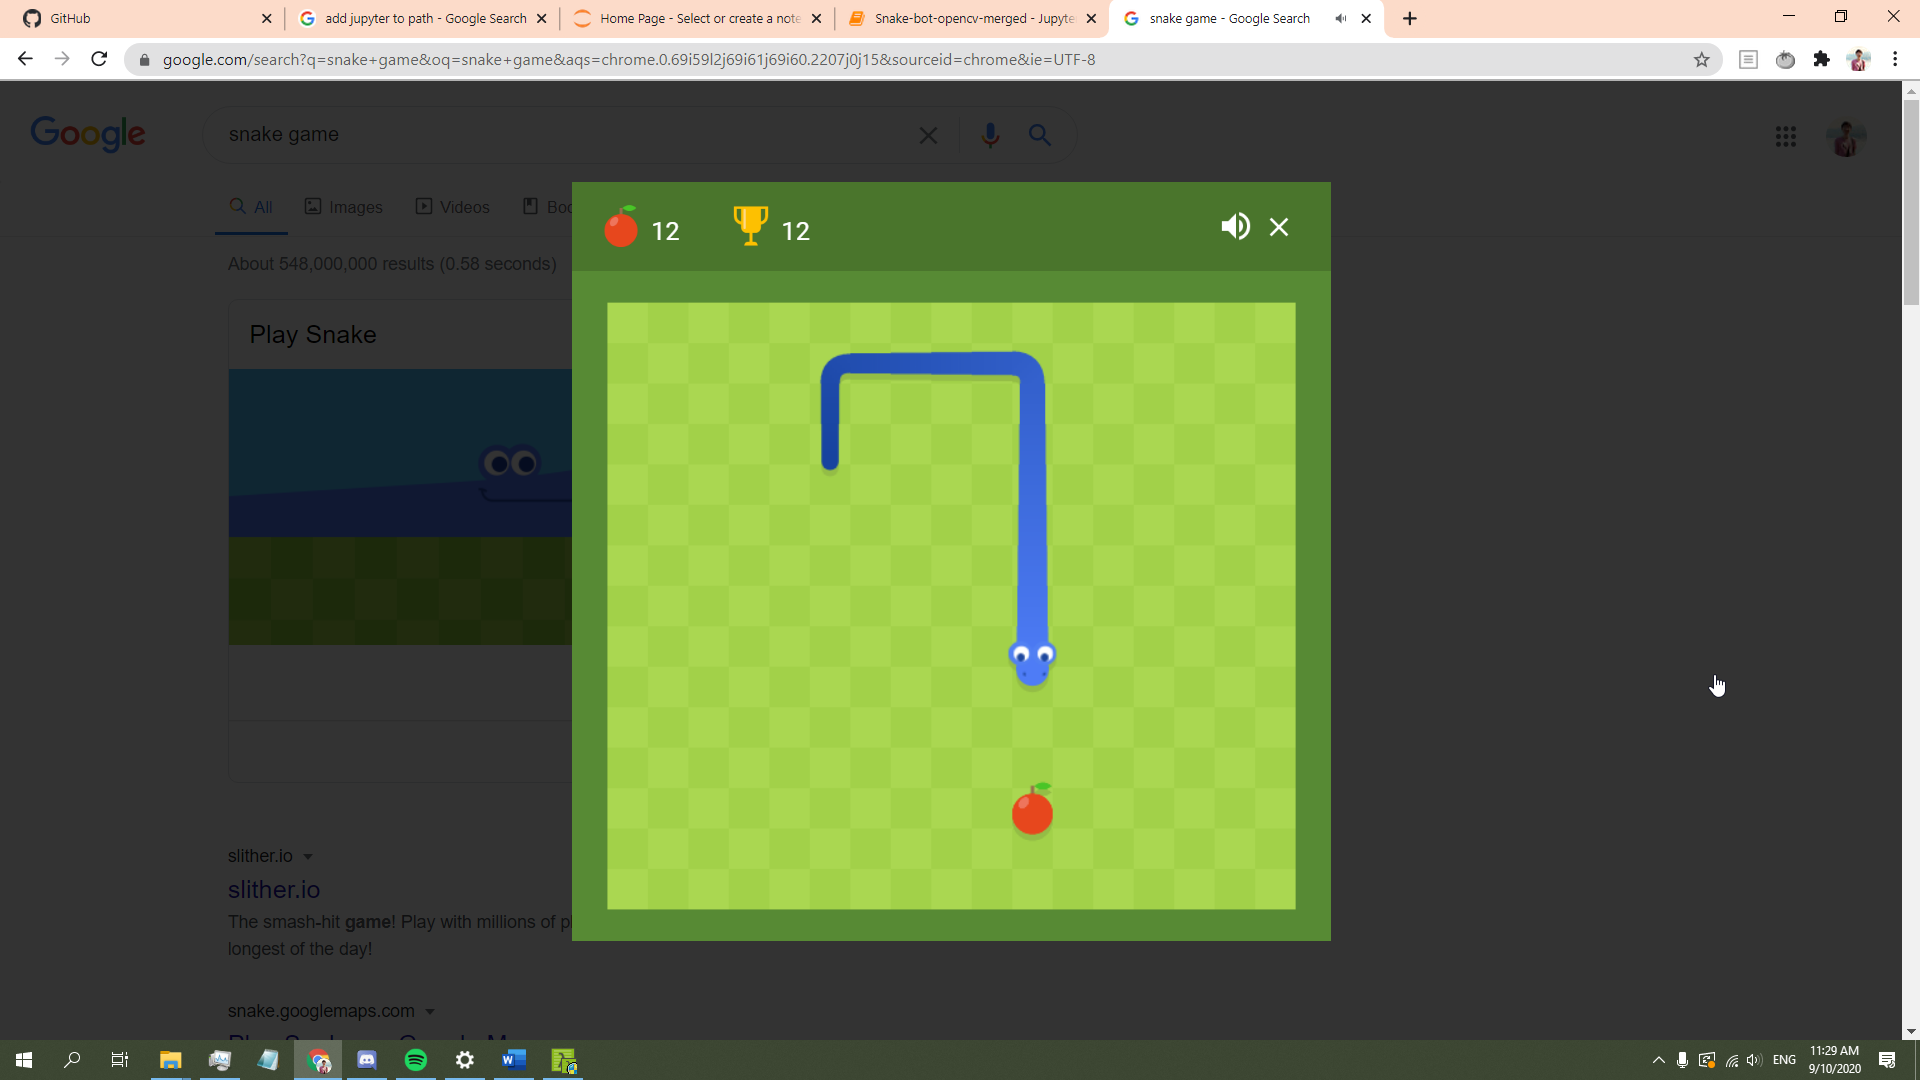 GitHub
add jupyter to path - Google Search
Home Page - Select or create a note
Snake-bot-opencv-merged - Jupyte
snake game - Google Search
google.com/search?q=snake+game&oq=snake+game&aqs=chrome.0.69i59l2j69i61j69i60.2207j0j15&sourceid=chrome&ie=UTF-8
Google
snake game
All
Images
Videos
Boo
About 548,000,000 results (0.58 seconds)
12
12
Play Snake
slither.io
slither.io
The smash-hit game! Play with millions of p
longest of the day!
snake.googlemaps.com
ENG
11:29 AM
9/10/2020